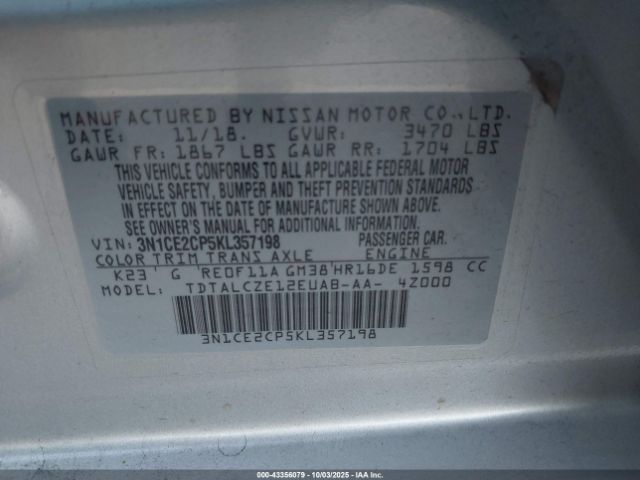 MANUFACTURED BY NISSAN MOTOR CO., LTD.
DATE: 11/18. GVWR: 3470 LBS
GAWR FR: 1867 LBS GAWR RR: 1704 LBS
THIS VEHICLE CONFORMS TO ALL APPLICABLE FEDERAL MOTOR
VEHICLE SAFETY, BUMPER AND THEFT PREVENTION STANDARDS
IN EFFECT ON THE DATE OF MANUFACTURE SHOWN ABOVE.
SEE OWNER'S MANUAL FOR ADDITIONAL INFORMATION.
VIN: 3N1CE2CP5KL357198 PASSENGER CAR.
COLOR TRIM TRANS AXLE ENGINE
K23 G RE0F11A GM38 HR16DE 1598 CC
MODEL: TDTALCZE12EUAB-AA- 4Z000
3N1CE2CP5KL357198
000-43356079 - 10/03/2025 - IAAI.COM